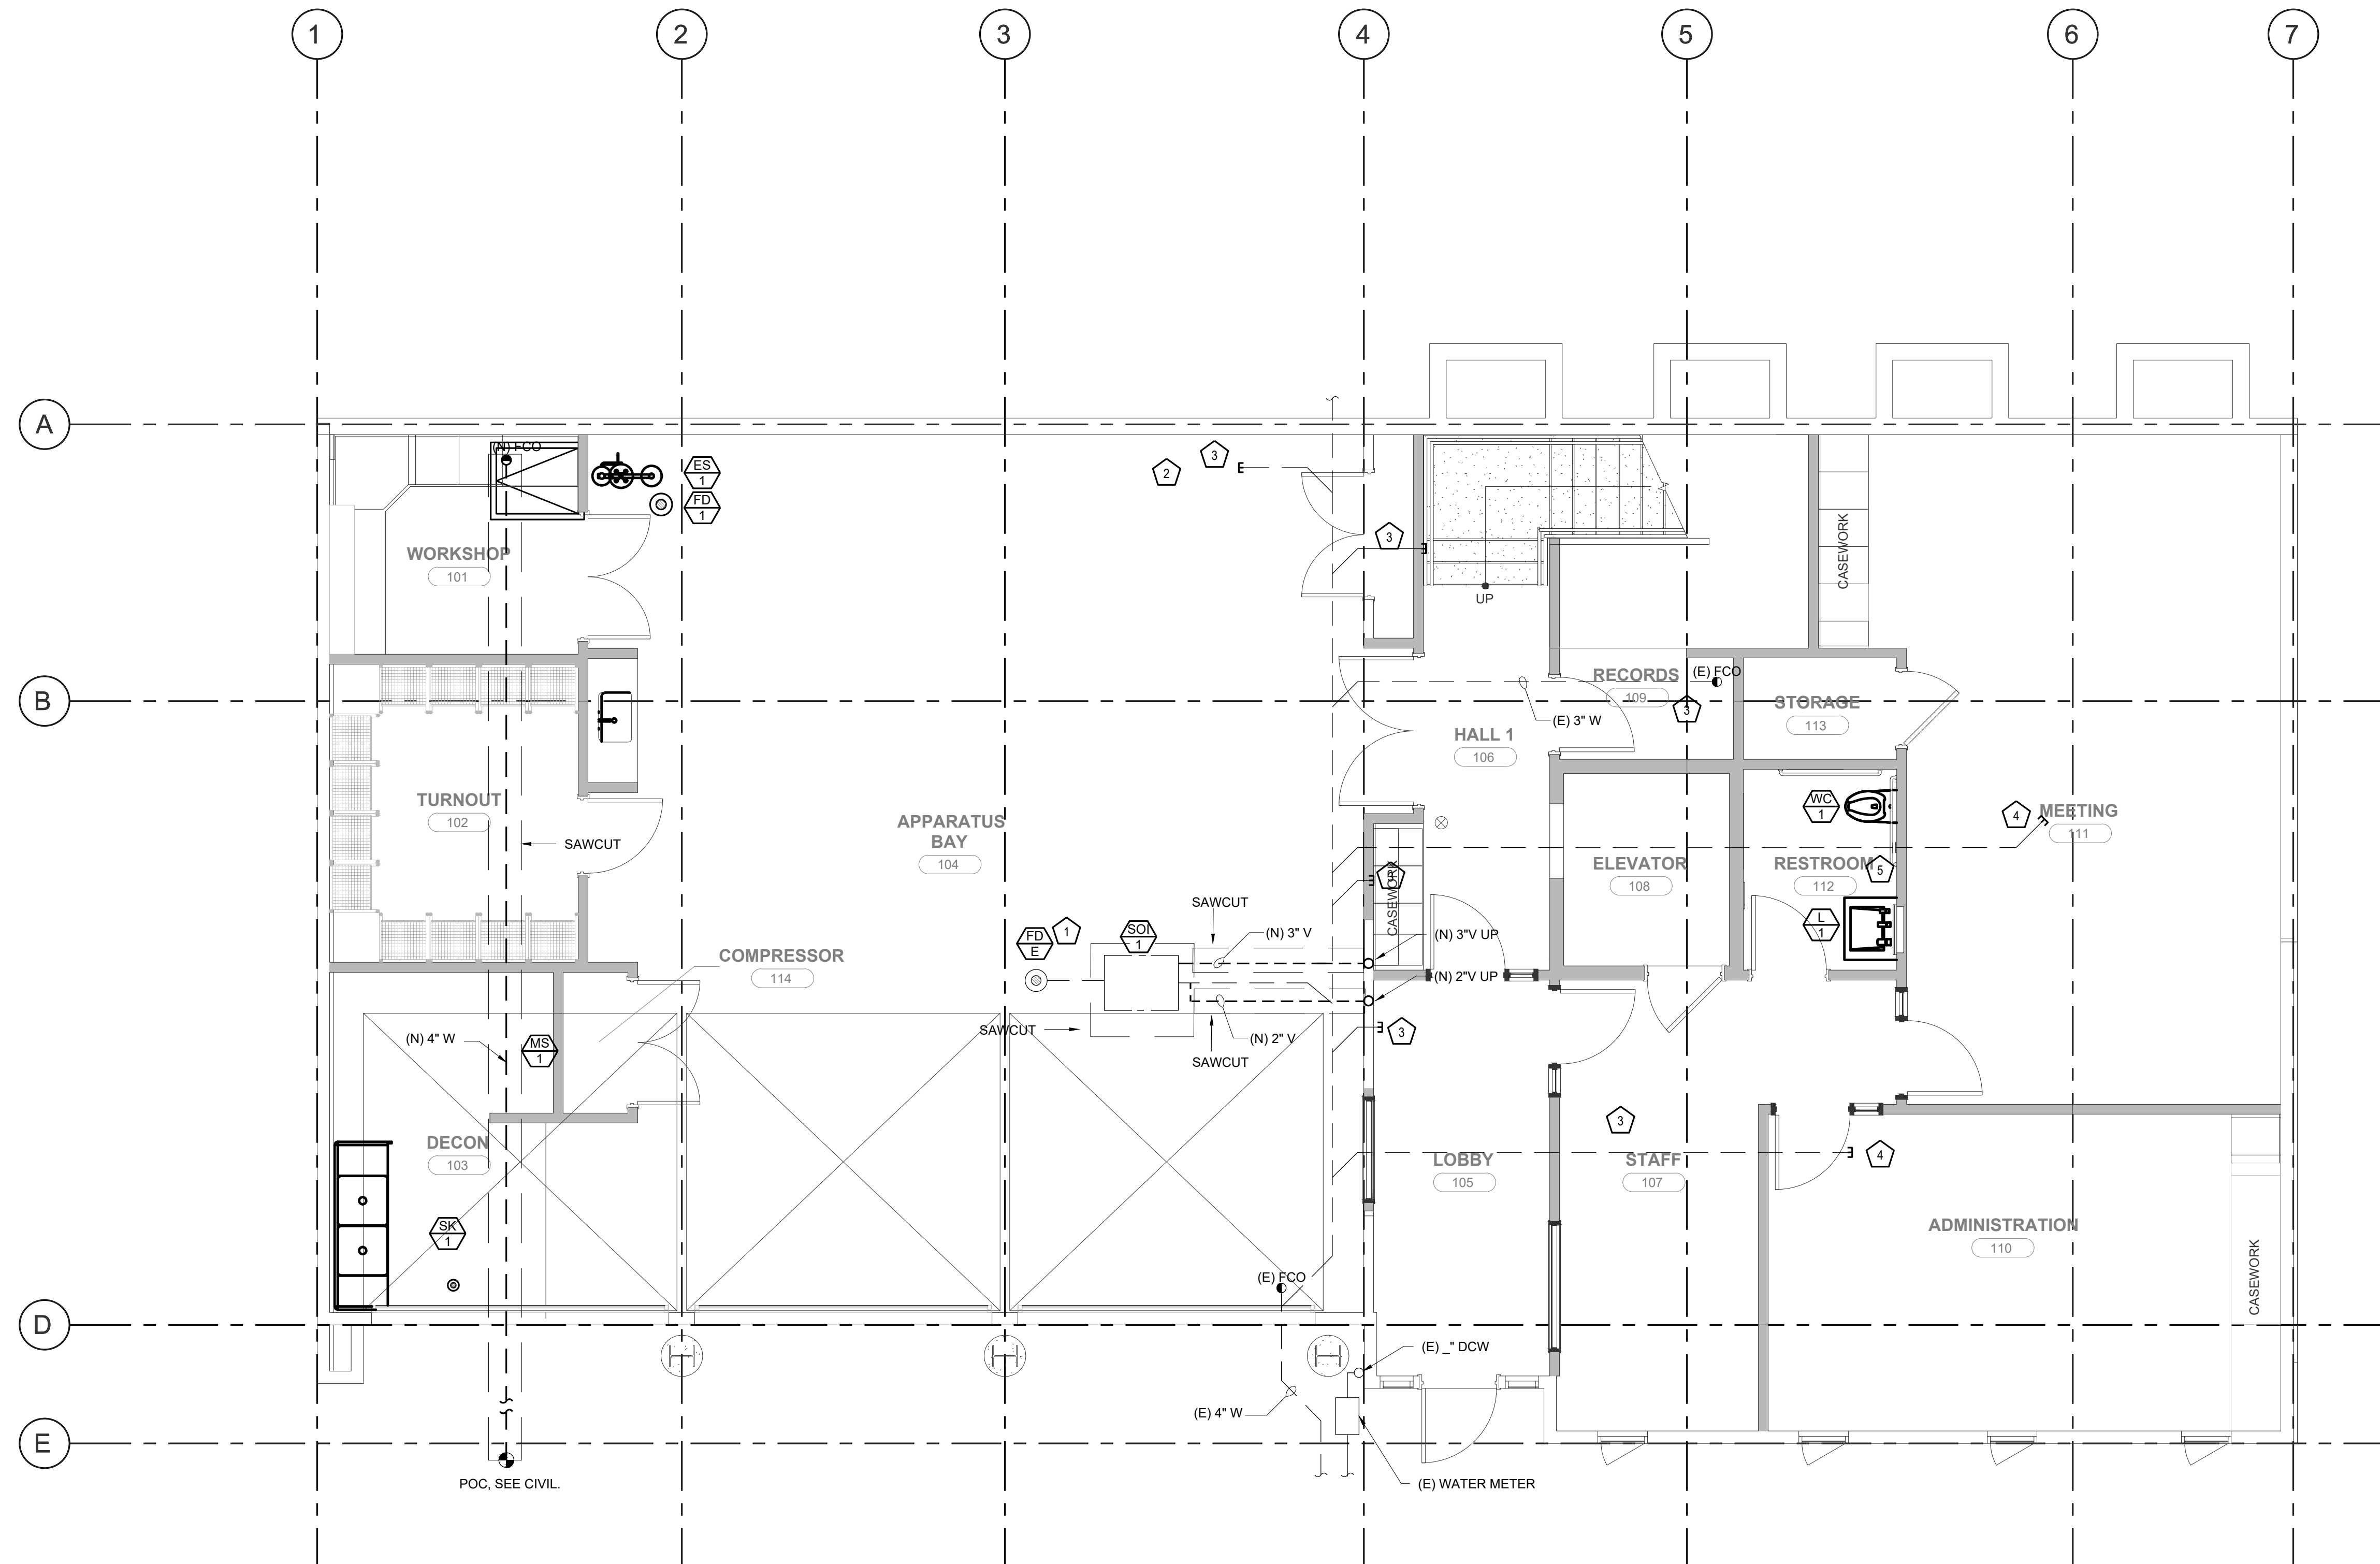 1
2
3
4
5
6
7
A
(N) FCO
ES
1
FD
1
2
3
3
WORKSHOP
101
CASEWORK
UP
B
RECORDS
109
(E) FCO
3
(E) 3" W
STORAGE
113
HALL 1
106
TURNOUT
102
SAWCUT
APPARATUS
BAY
104
WC
1
4
MEETING
111
ELEVATOR
108
RESTROOM
112
5
CASEWORK
L
1
SAWCUT
FD
E
1
SOI
1
(N) 3" V
(N) 3"V UP
COMPRESSOR
114
(N) 2"V UP
SAWCUT
(N) 2" V
3
SAWCUT
(N) 4" W
MS
1
3
DECON
103
LOBBY
105
STAFF
107
4
SK
1
ADMINISTRATION
110
CASEWORK
(E) FCO
D
(E) _" DCW
(E) 4" W
E
POC, SEE CIVIL.
(E) WATER METER